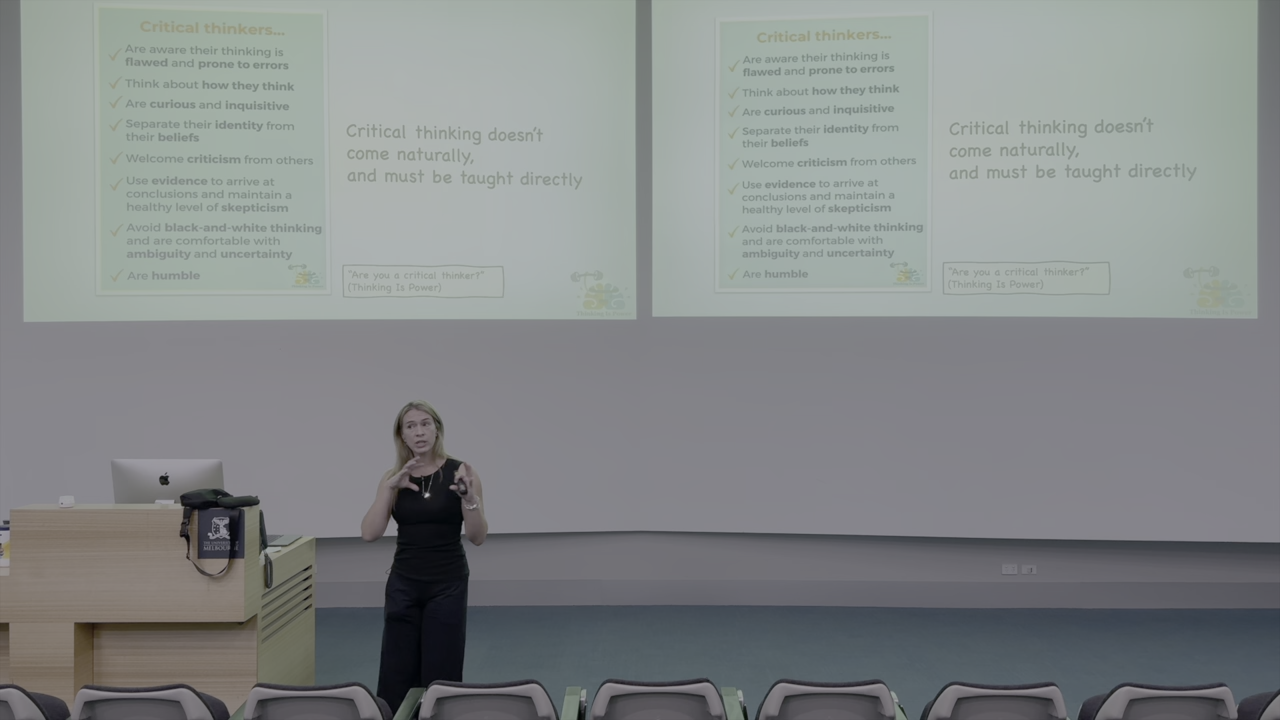 Critical thinkers...
Are aware their thinking is
flawed and prone to errors
Think about how they think
Are curious and inquisitive
Separate their identity from
their beliefs
Welcome criticism from others
Use evidence to arrive at
conclusions and maintain a
healthy level of skepticism
Avoid black-and-white thinking
and are comfortable with
ambiguity and uncertainty
Are humble
Critical thinking doesn't
come naturally,
and must be taught directly
"Are you a critical thinker?"
(Thinking Is Power)
Thinking Is Power
Critical thinkers...
Are aware their thinking is
flawed and prone to errors
Think about how they think
Are curious and inquisitive
Separate their identity from
their beliefs
Welcome criticism from others
Use evidence to arrive at
conclusions and maintain a
healthy level of skepticism
Avoid black-and-white thinking
and are comfortable with
ambiguity and uncertainty
Are humble
Critical thinking doesn't
come naturally,
and must be taught directly
"Are you a critical thinker?"
(Thinking Is Power)
Thinking Is Power
MELBOURNE